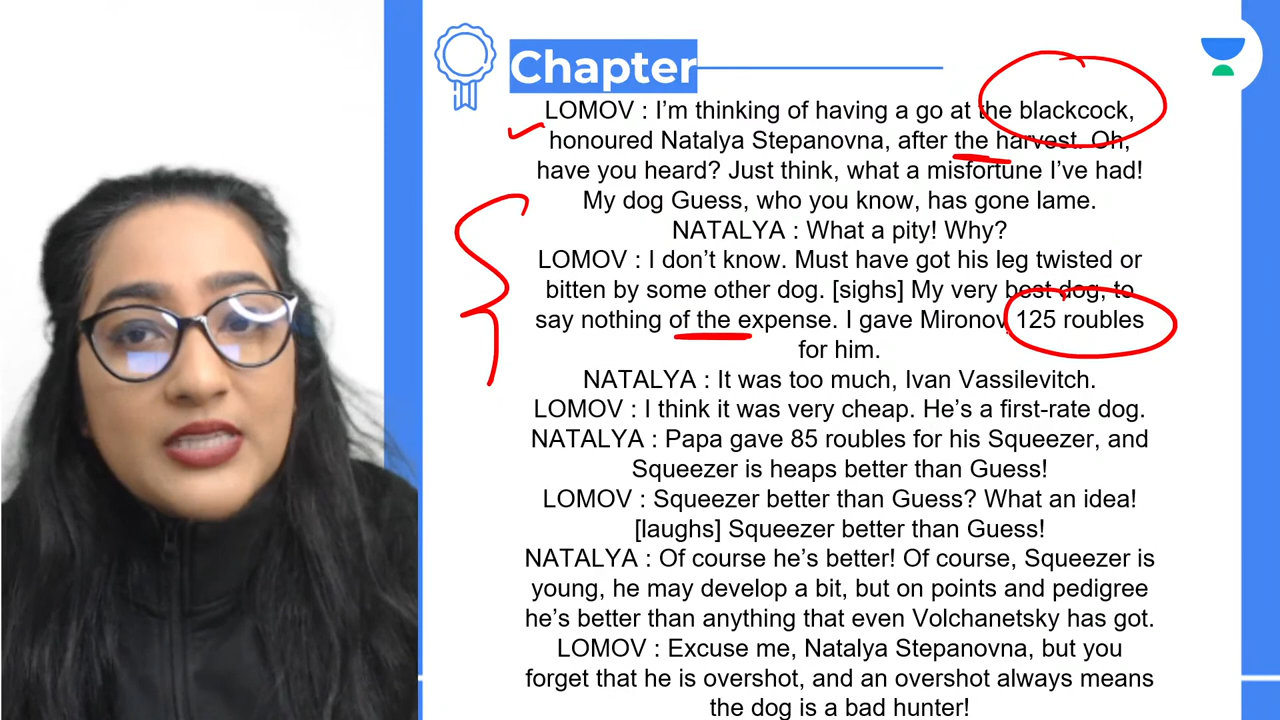 Chapter
LOMOV : I’m thinking of having a go at the blackcock,
honoured Natalya Stepanovna, after the harvest. Oh,
have you heard? Just think, what a misfortune I’ve had!
My dog Guess, who you know, has gone lame.
NATALYA : What a pity! Why?
LOMOV : I don’t know. Must have got his leg twisted or
bitten by some other dog. [sighs] My very best dog, to
say nothing of the expense. I gave Mironov 125 roubles
for him.
NATALYA : It was too much, Ivan Vassilevitch.
LOMOV : I think it was very cheap. He’s a first-rate dog.
NATALYA : Papa gave 85 roubles for his Squeezer, and
Squeezer is heaps better than Guess!
LOMOV : Squeezer better than Guess? What an idea!
[laughs] Squeezer better than Guess!
NATALYA : Of course he’s better! Of course, Squeezer is
young, he may develop a bit, but on points and pedigree
he’s better than anything that even Volchanetsky has got.
LOMOV : Excuse me, Natalya Stepanovna, but you
forget that he is overshot, and an overshot always means
the dog is a bad hunter!